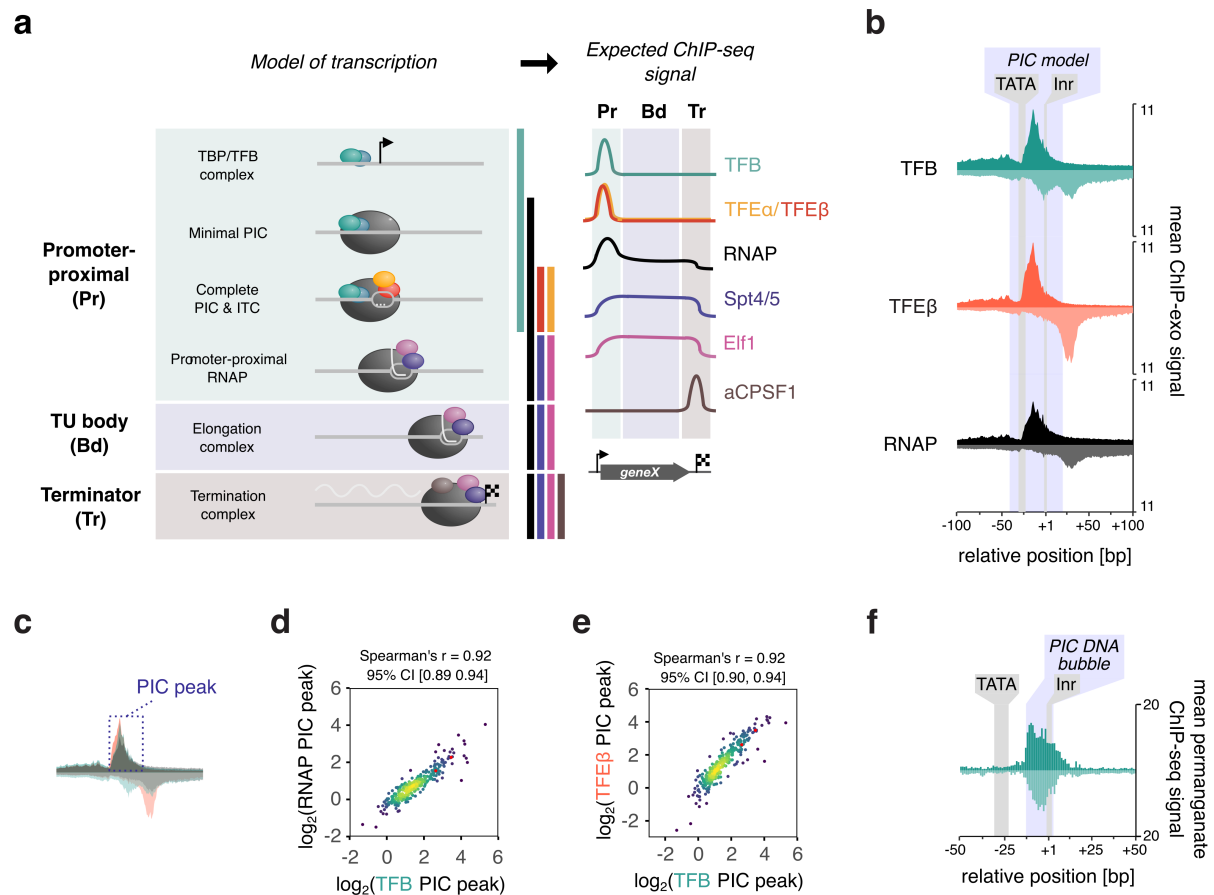 a
Model of transcription
Expected ChIP-seq
signal
Pr
Bd
Tr
Promoter-
proximal
(Pr)
TBP/TFB
complex
Minimal PIC
Complete
PIC & ITC
Promoter-proximal
RNAP
TU body
(Bd)
Elongation
complex
Terminator
(Tr)
Termination
complex
TFB
TFEα/TFEβ
RNAP
Spt4/5
Elf1
aCPSF1
geneX
b
PIC model
TATA
Inr
TFB
TFEβ
RNAP
11
11
11
11
11
11
mean ChIP-exo signal
-100
-50
+1
+50
+100
relative position [bp]
c
PIC peak
d
Spearman's r = 0.92
95% CI [0.89 0.94]
log2(RNAP PIC peak)
6
4
2
0
-2
-2
0
2
4
6
log2(TFB PIC peak)
e
Spearman's r = 0.92
95% CI [0.90, 0.94]
log2(TFEβ PIC peak)
6
4
2
0
-2
-2
0
2
4
6
log2(TFB PIC peak)
f
PIC DNA
bubble
TATA
Inr
20
20
mean permanganate
ChIP-seq signal
-50
-25
+1
+25
+50
relative position [bp]